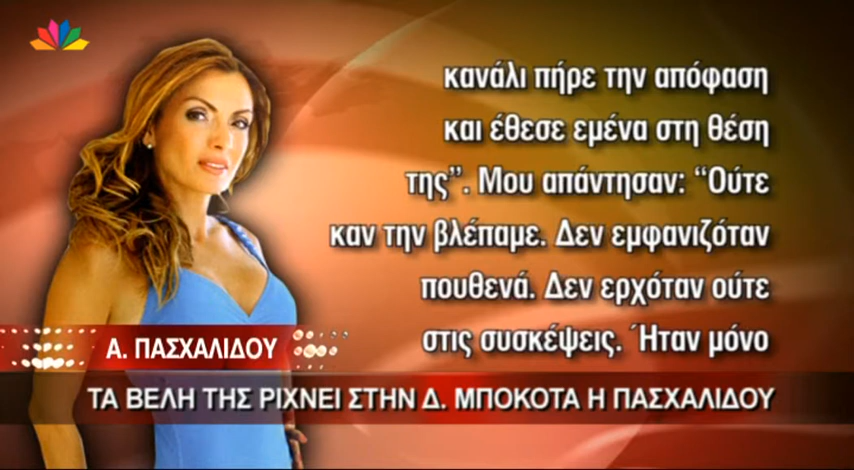 κανάλι πήρε την απόφαση
και έθεσε εμένα στη θέση
της”. Μου απάντησαν: “Ούτε
καν την βλέπαμε. Δεν εμφανιζόταν
πουθενά. Δεν ερχόταν ούτε
στις συσκέψεις. Ήταν μόνο
Α. ΠΑΣΧΑΛΙΔΟΥ
ΤΑ ΒΕΛΗ ΤΗΣ ΡΙΧΝΕΙ ΣΤΗΝ Δ. ΜΠΟΚΟΤΑ Η ΠΑΣΧΑΛΙΔΟΥ